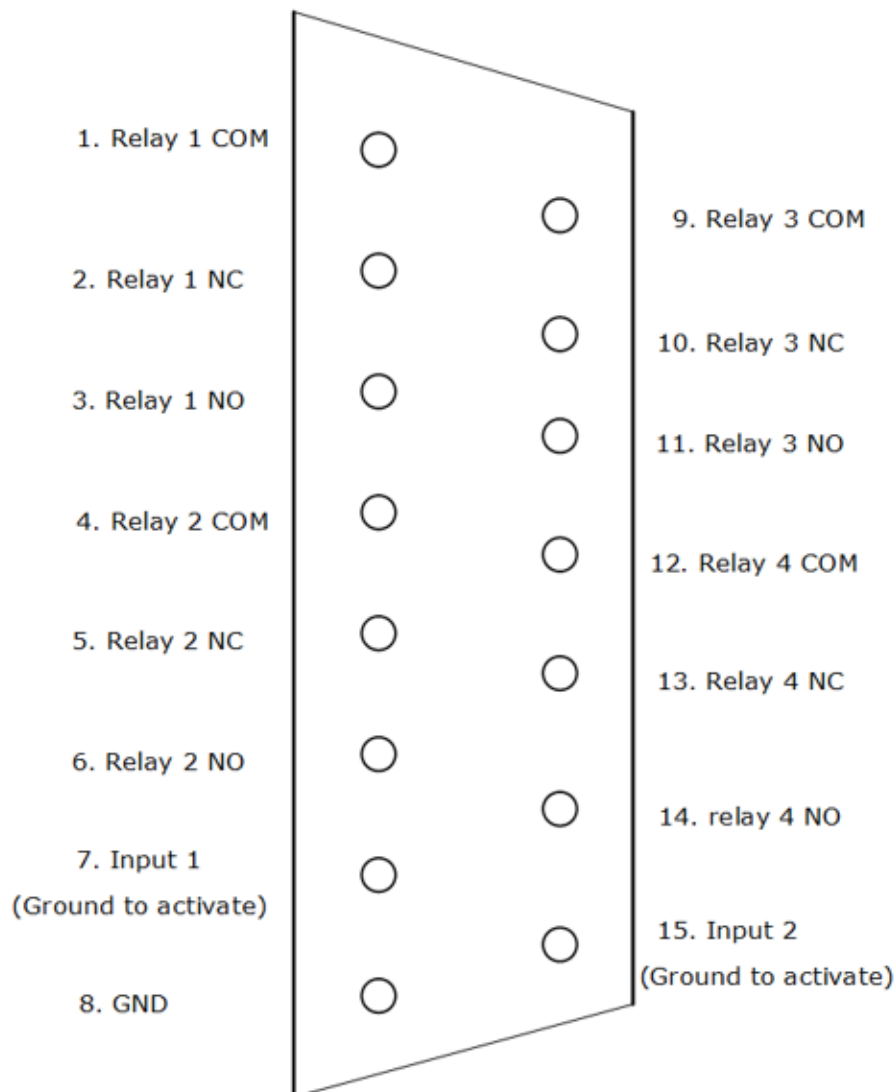 1. Relay 1 COM
2. Relay 1 NC
3. Relay 1 NO
4. Relay 2 COM
5. Relay 2 NC
6. Relay 2 NO
7. Input 1
(Ground to activate)
8. GND
9. Relay 3 COM
10. Relay 3 NC
11. Relay 3 NO
12. Relay 4 COM
13. Relay 4 NC
14. relay 4 NO
15. Input 2
(Ground to activate)